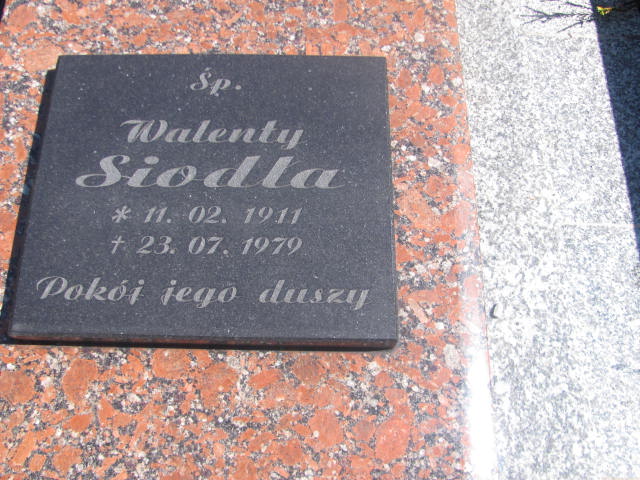 Śp.
Walenty
Siodła
* 11. 02. 1911
† 23. 07. 1979
Pokój jego duszy